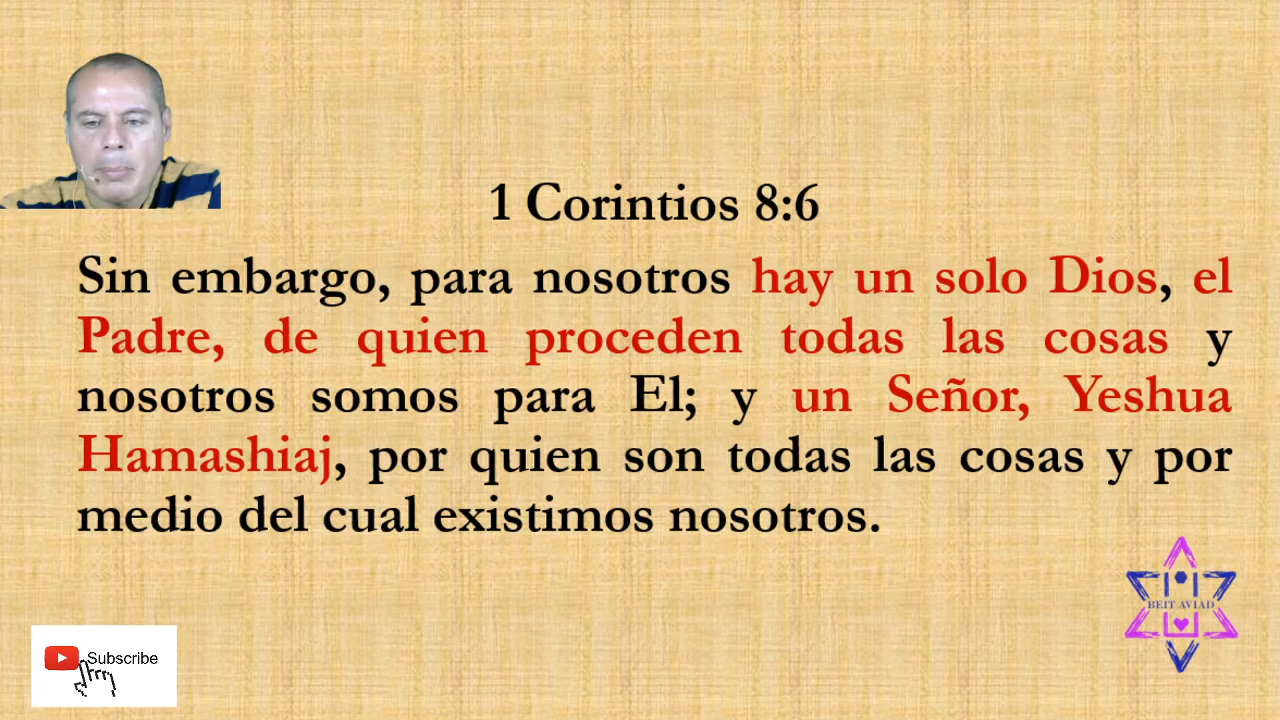 1 Corintios 8:6
Sin embargo, para nosotros hay un solo Dios, el
Padre, de quien proceden todas las cosas y
nosotros somos para El; y un Señor, Yeshua
Hamashiaj, por quien son todas las cosas y por
medio del cual existimos nosotros.
BEIT AVIAD
Subscribe